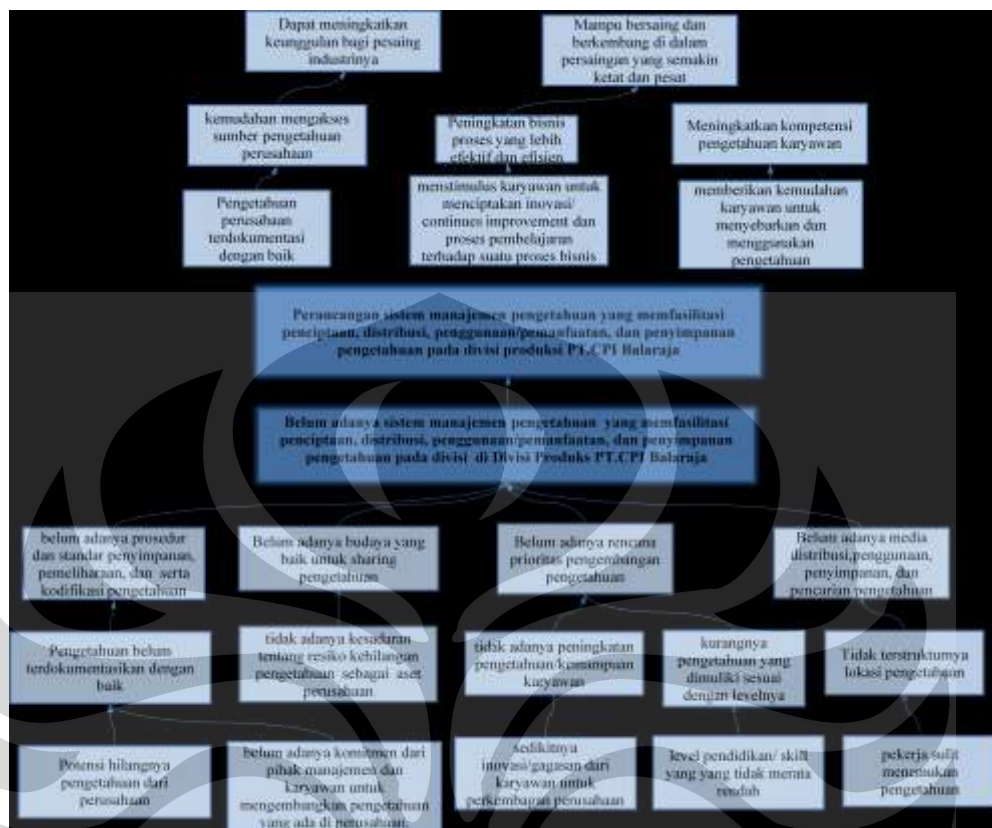 Dapat meningkatkan
keunggulan bagi pesaing
industrinya
Mampu bersaing dan
berkembang di dalam
persaingan yang semakin
ketat dan pesat
kemudahan mengakses
sumber pengetahuan
perusahaan
Peningkatan bisnis
proses yang lebih
efektif dan efisien
Meningkatkan kompetensi
pengetahuan karyawan
Pengetahuan
perusahaan
terdokumentasi
dengan baik
menstimulus karyawan untuk
menciptakan inovasi/
continues improvement dan
proses pembelajaran
terhadap suatu proses bisnis
memberikan kemudahan
karyawan untuk
menyebarkan dan
menggunakan
pengetahuan
Perancangan sistem manajemen pengetahuan yang memfasilitasi
penciptaan, distribusi, penggunaan/pemanfaatan, dan penyimpanan
pengetahuan pada divisi produksi PT.CPI Balaraja
Belum adanya sistem manajemen pengetahuan yang memfasilitasi
penciptaan, distribusi, penggunaan/pemanfaatan, dan penyimpanan
pengetahuan pada divisi di Divisi Produks PT.CPI Balaraja
belum adanya prosedur
dan standar penyimpanan,
pemeliharaan, dan serta
kodifikasi pengetahuan
Belum adanya budaya yang
baik untuk sharing
pengetahuan
Belum adanya rencana
prioritas pengembangan
pengetahuan
Belum adanya media
distribusi,penggunaan,
penyimpanan, dan
pencarian pengetahuan
Pengetahuan belum
terdokumentasikan dengan
baik
tidak adanya kesadaran
tentang resiko kehilangan
pengetahuan sebagai aset
perusahaan
tidak adanya peningkatan
pengetahuan/kemampuan
karyawan
kurangnya
pengetahuan yang
dimuliki sesuai
dengan levelnya
Tidak terstrukturnya
lokasi pengetahuan
Potensi hilangnya
pengetahuan dari
perusahaan
belum adanya komitmen dari
pihak manajemen dan
karyawan untuk
mengembangkan pengetahuan
yang ada di perusahaan.
sedikitnya
inovasi/gagasan dari
karyawan untuk
perkembagan perusahaan
level pendidikan/ skill
yang yang tidak merata
rendah
pekerja sulit
menemukan
pengetahuan